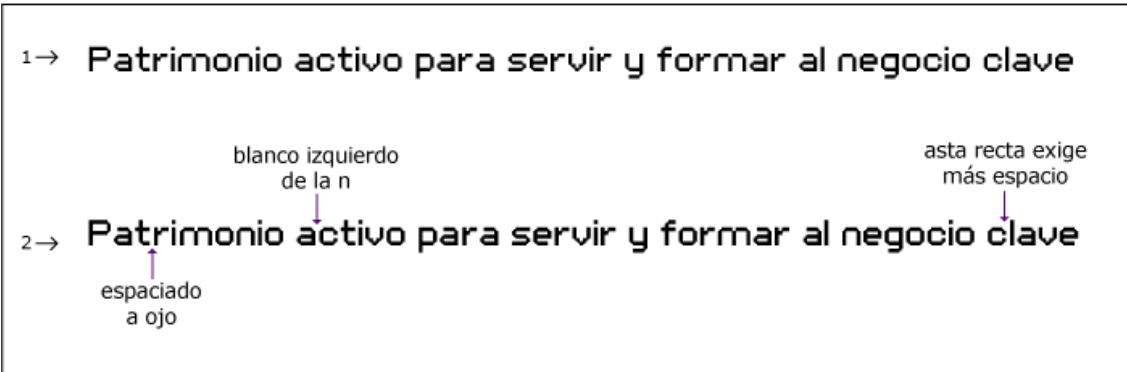 1→ Patrimonio activo para servir y formar al negocio clave
blanco izquierdo
de la n
asta recta exige
más espacio
2→ Patrimonio activo para servir y formar al negocio clave
espaciado
a ojo